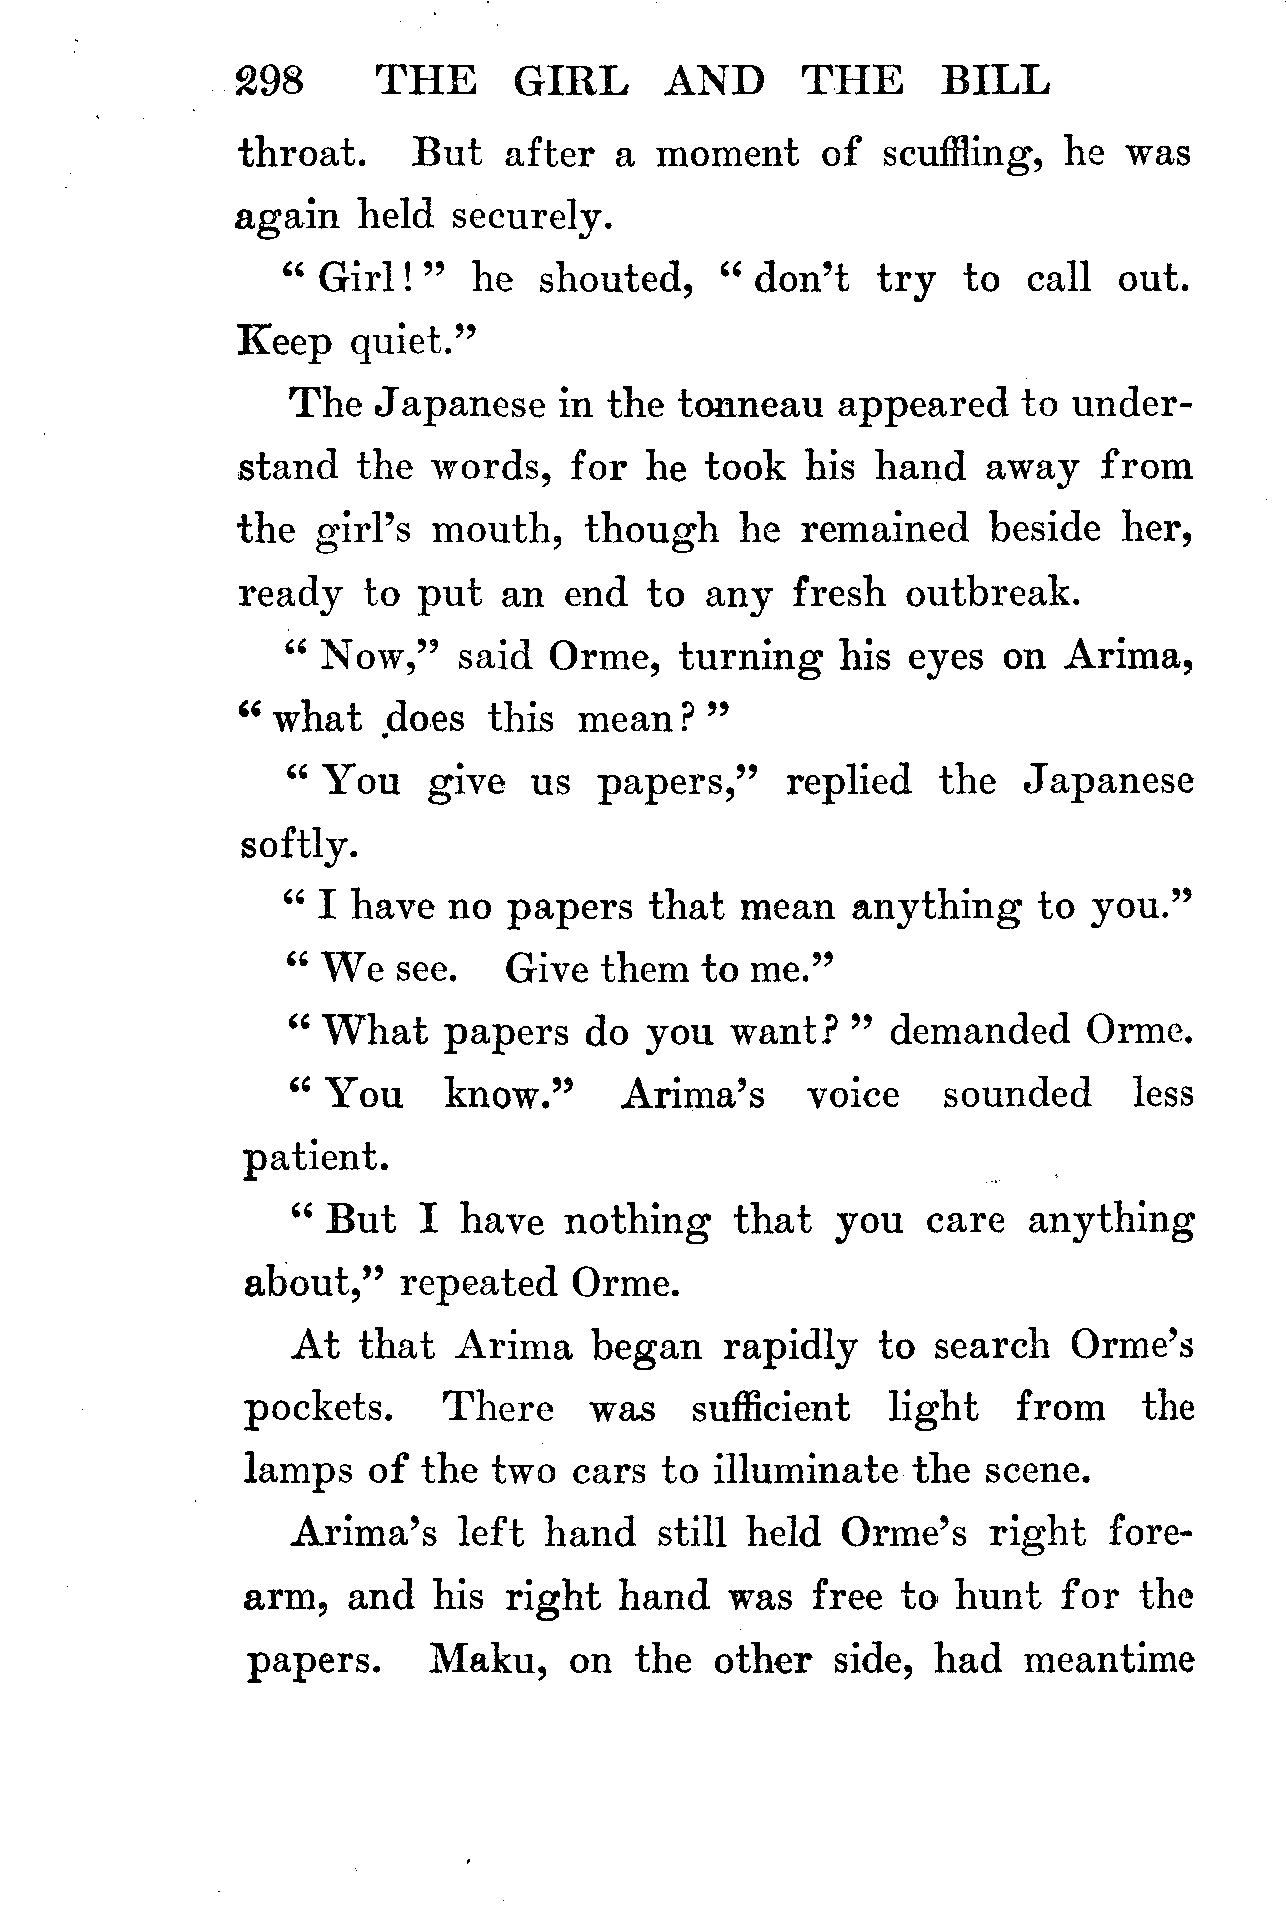 298 THE GIRL AND THE BILL
throat. But after a moment of scuffling, he was
again held securely.
“ Girl! ” he shouted, “ don’t try to call out.
Keep quiet.”
The Japanese in the tonneau appeared to under-
stand the words, for he took his hand away from
the girl’s mouth, though he remained beside her,
ready to put an end to any fresh outbreak.
“ Now,” said Orme, turning his eyes on Arima,
“ what does this mean? ”
“ You give us papers,” replied the Japanese
softly.
“ I have no papers that mean anything to you.”
“ We see. Give them to me.”
“ What papers do you want? ” demanded Orme.
“ You know.” Arima’s voice sounded less
patient.
“ But I have nothing that you care anything
about,” repeated Orme.
At that Arima began rapidly to search Orme’s
pockets. There was sufficient light from the
lamps of the two cars to illuminate the scene.
Arima’s left hand still held Orme’s right fore-
arm, and his right hand was free to hunt for the
papers. Maku, on the other side, had meantime